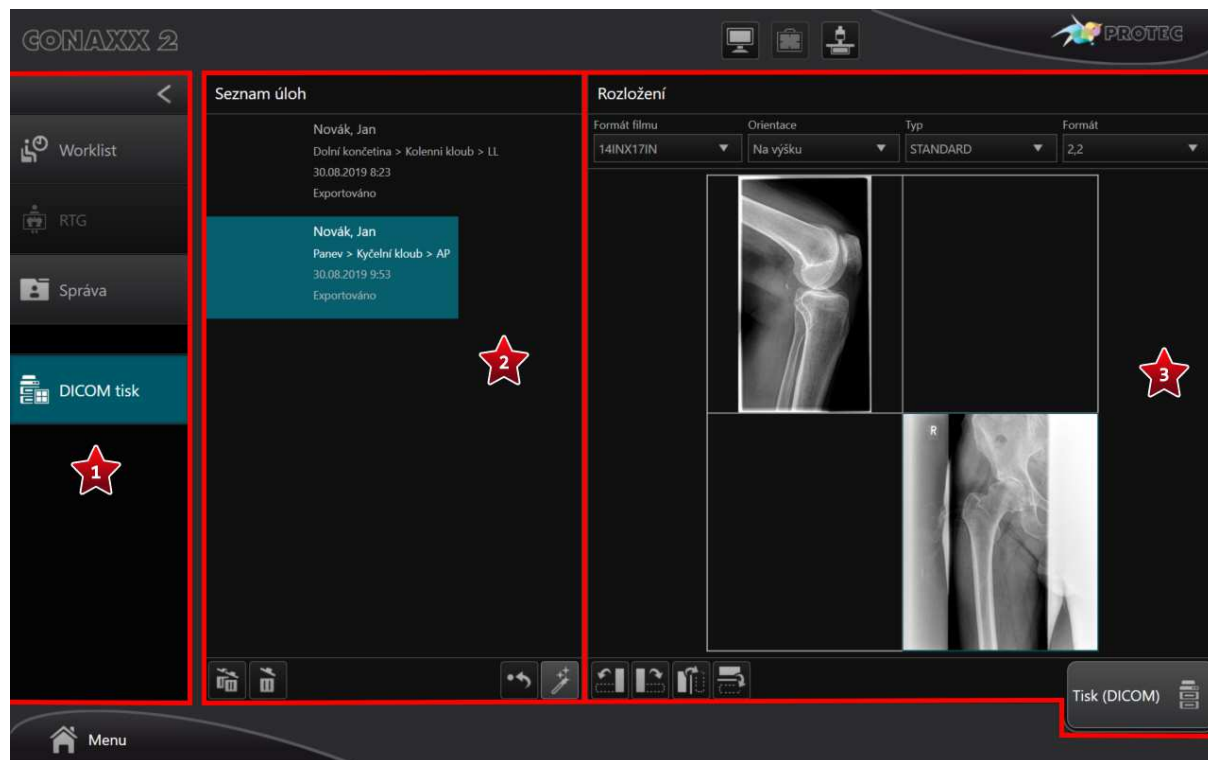 CONAXX 2
PROTEC
Worklist
RTG
Správa
DICOM tisk
1
Seznam úloh
Novák, Jan
Dolní končetina > Kolenni kloub > LL
30.08.2019 8:23
Exportováno
Novák, Jan
Panev > Kyčelní kloub > AP
30.08.2019 9:53
Exportováno
2
Rozložení
Formát filmu
Orientace
Typ
Formát
14INX17IN
Na výšku
STANDARD
2,2
R
3
Tisk (DICOM)
Menu